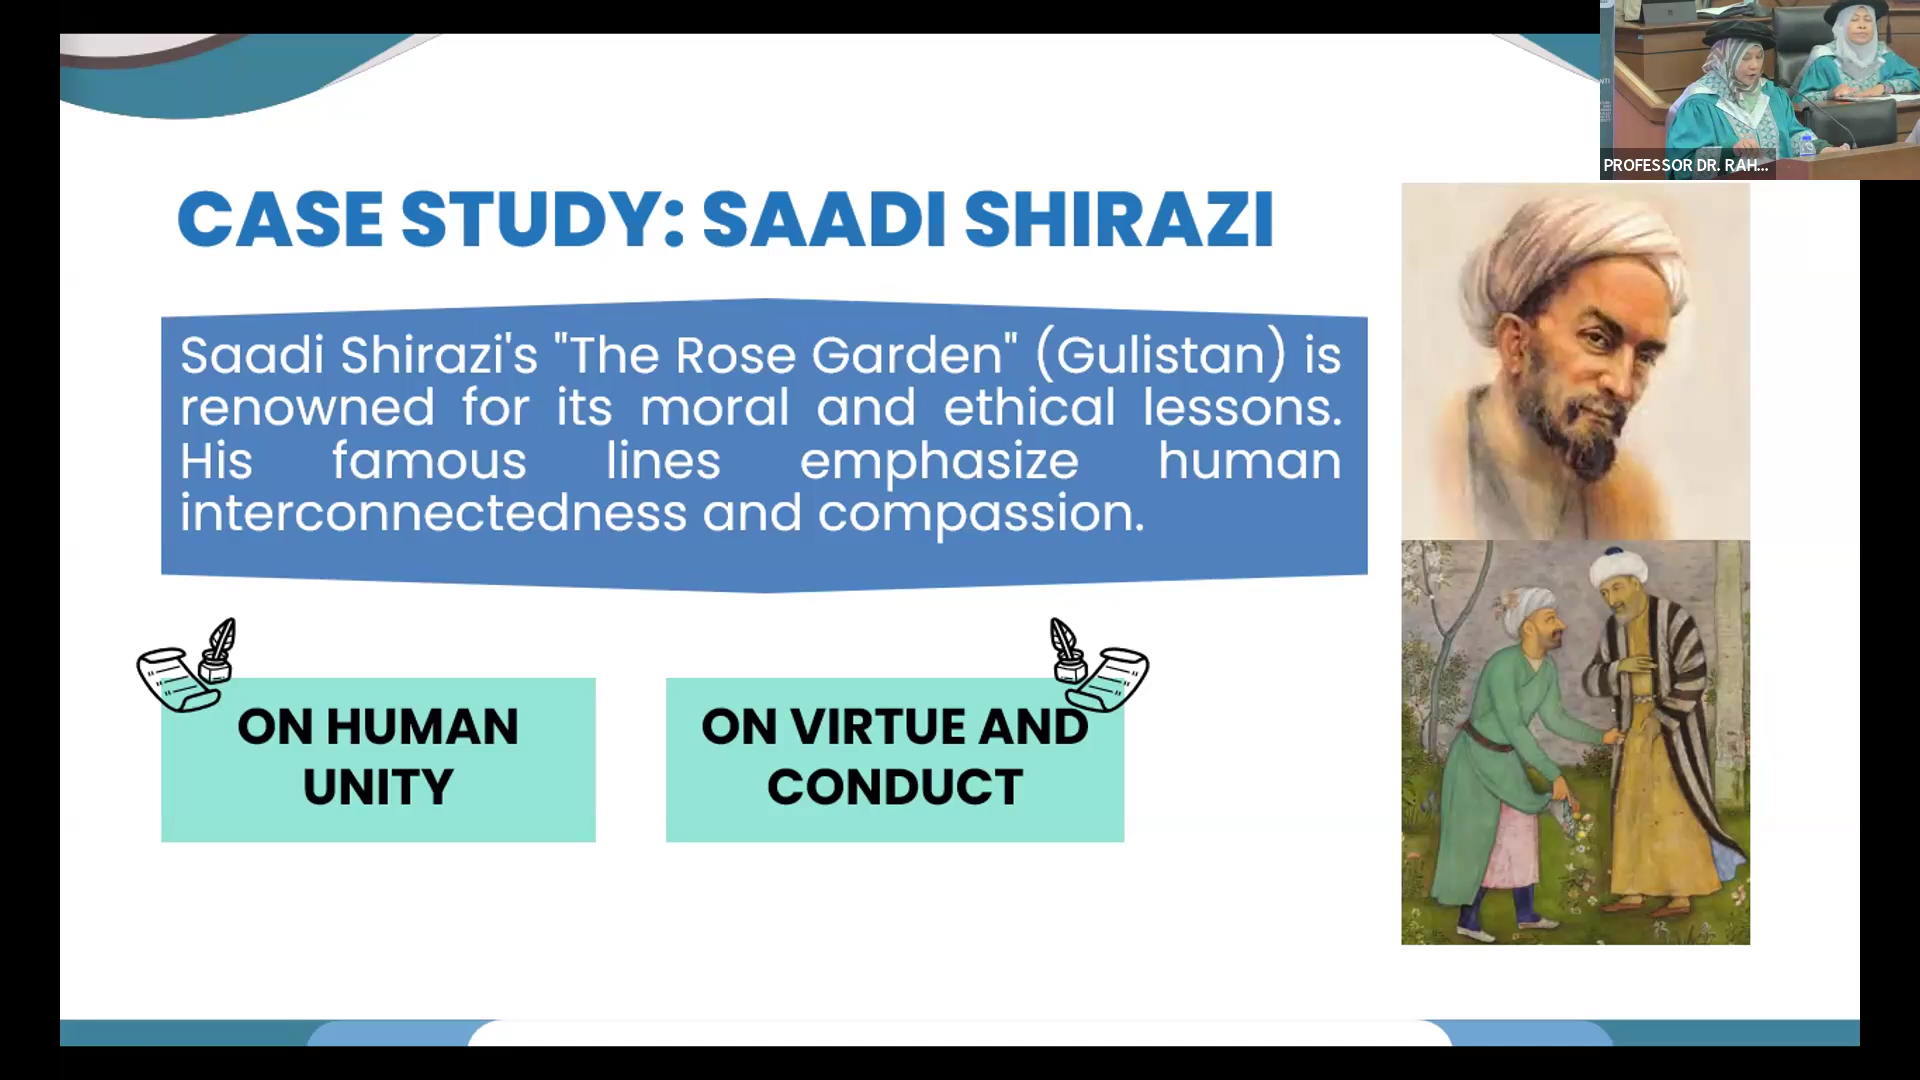 PROFESSOR DR. RAH...
CASE STUDY: SAADI SHIRAZI
Saadi Shirazi's "The Rose Garden" (Gulistan) is
renowned for its moral and ethical lessons.
His famous lines emphasize human
interconnectedness and compassion.
ON HUMAN
UNITY
ON VIRTUE AND
CONDUCT